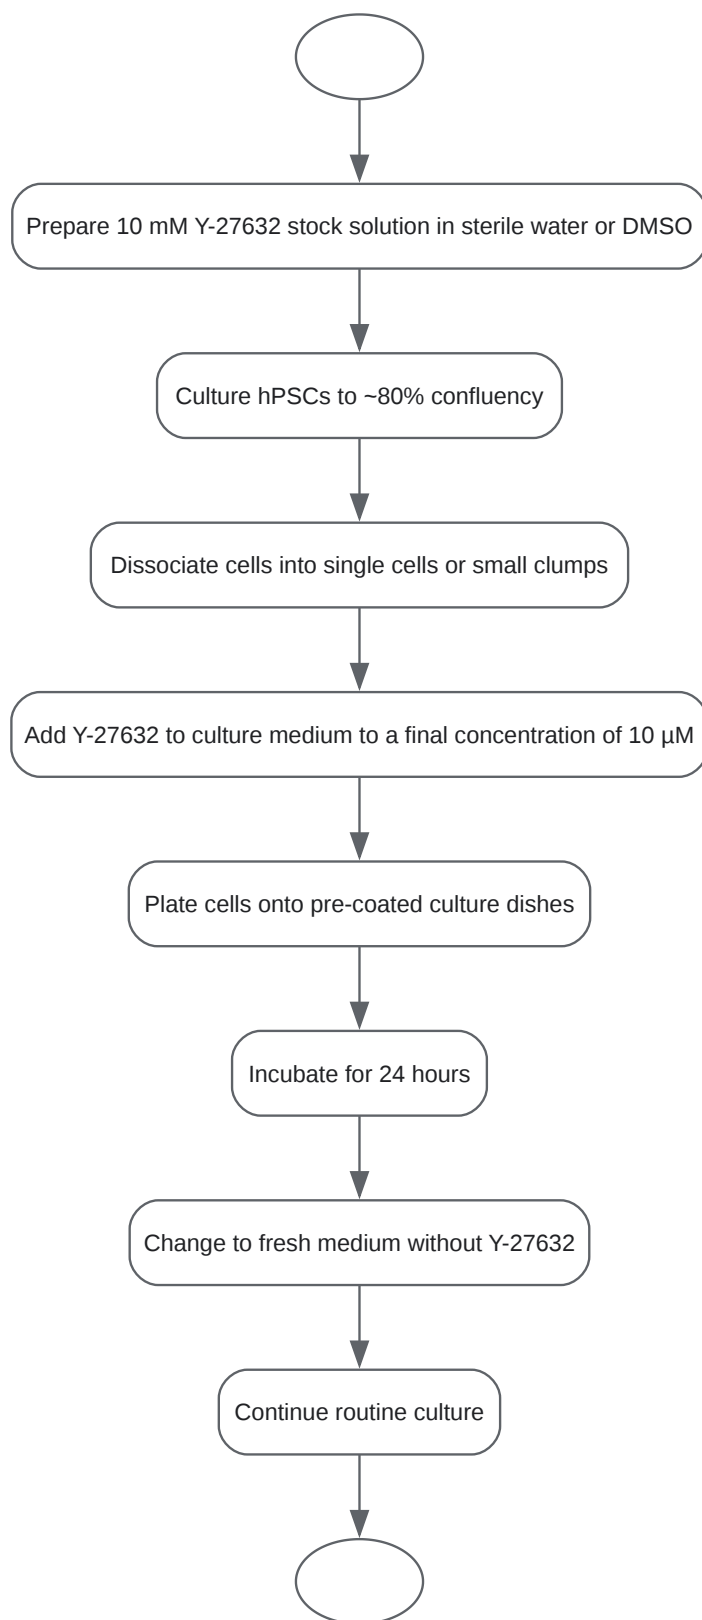 Prepare 10 mM Y-27632 stock solution in sterile water or DMSO
Culture hPSCs to ~80% confluency
Dissociate cells into single cells or small clumps
Add Y-27632 to culture medium to a final concentration of 10 µM
Plate cells onto pre-coated culture dishes
Incubate for 24 hours
Change to fresh medium without Y-27632
Continue routine culture